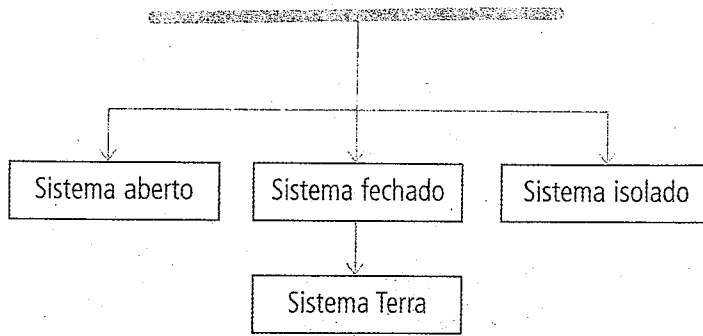 Sistema aberto
Sistema fechado
Sistema isolado
Sistema Terra